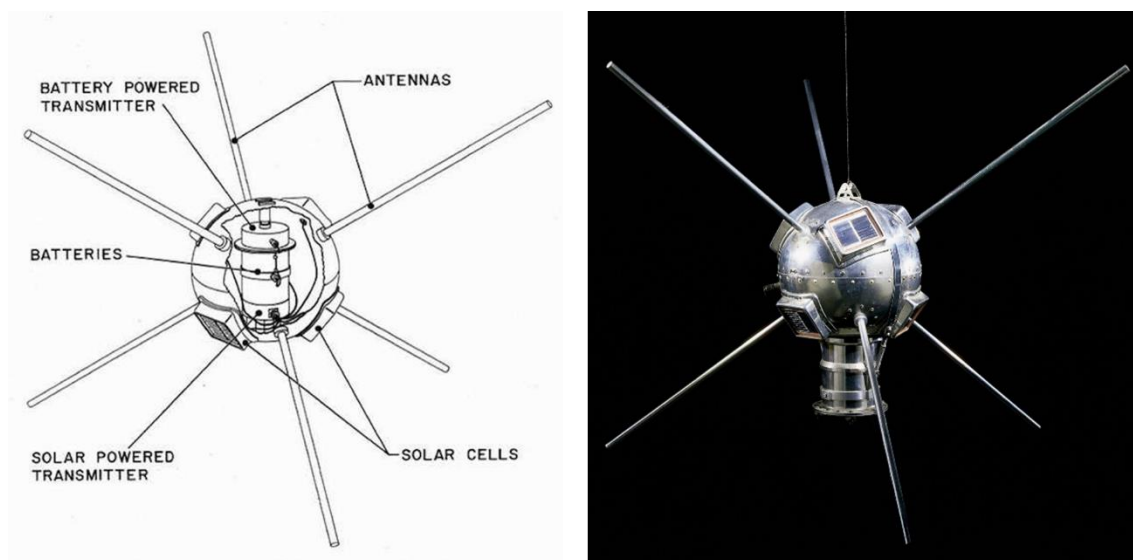 BATTERY POWERED
TRANSMITTER
ANTENNAS
BATTERIES
SOLAR POWERED
TRANSMITTER
SOLAR CELLS